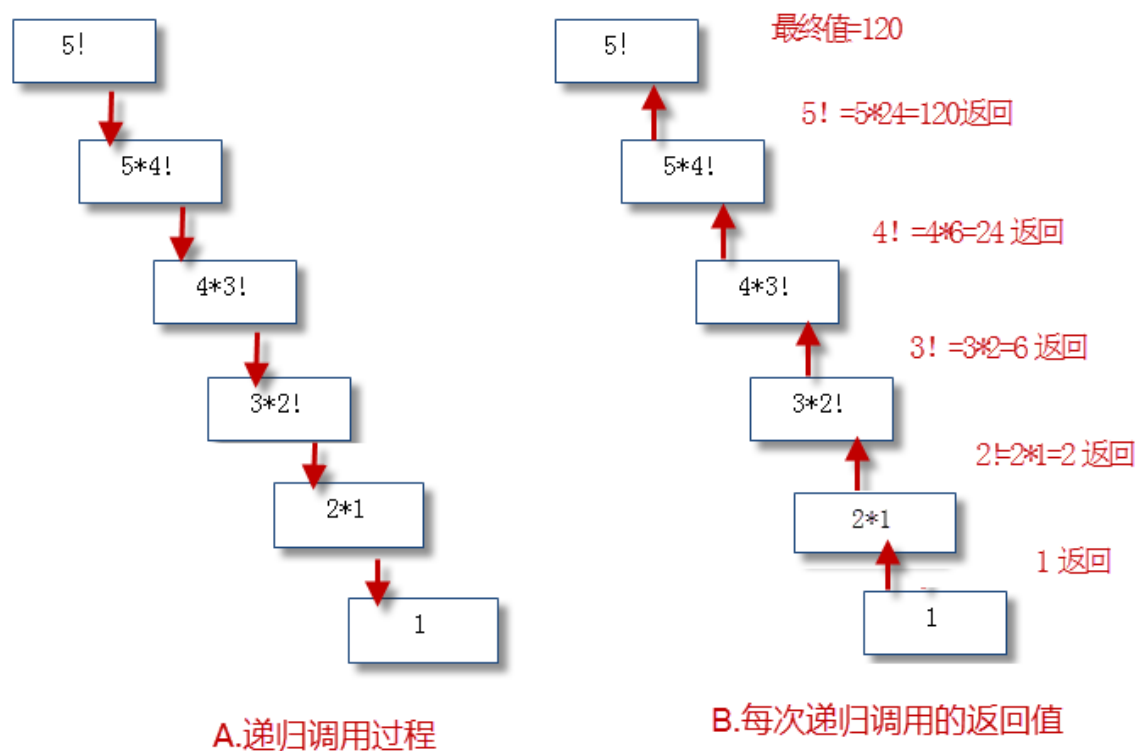 5!
5*4!
4*3!
3*2!
2*1
1
A.递归调用过程
5!
最终值=120
5! =5*24=120返回
5*4!
4! =4*6=24 返回
4*3!
3! =3*2=6 返回
3*2!
2!=2*1=2 返回
2*1
1 返回
1
B.每次递归调用的返回值